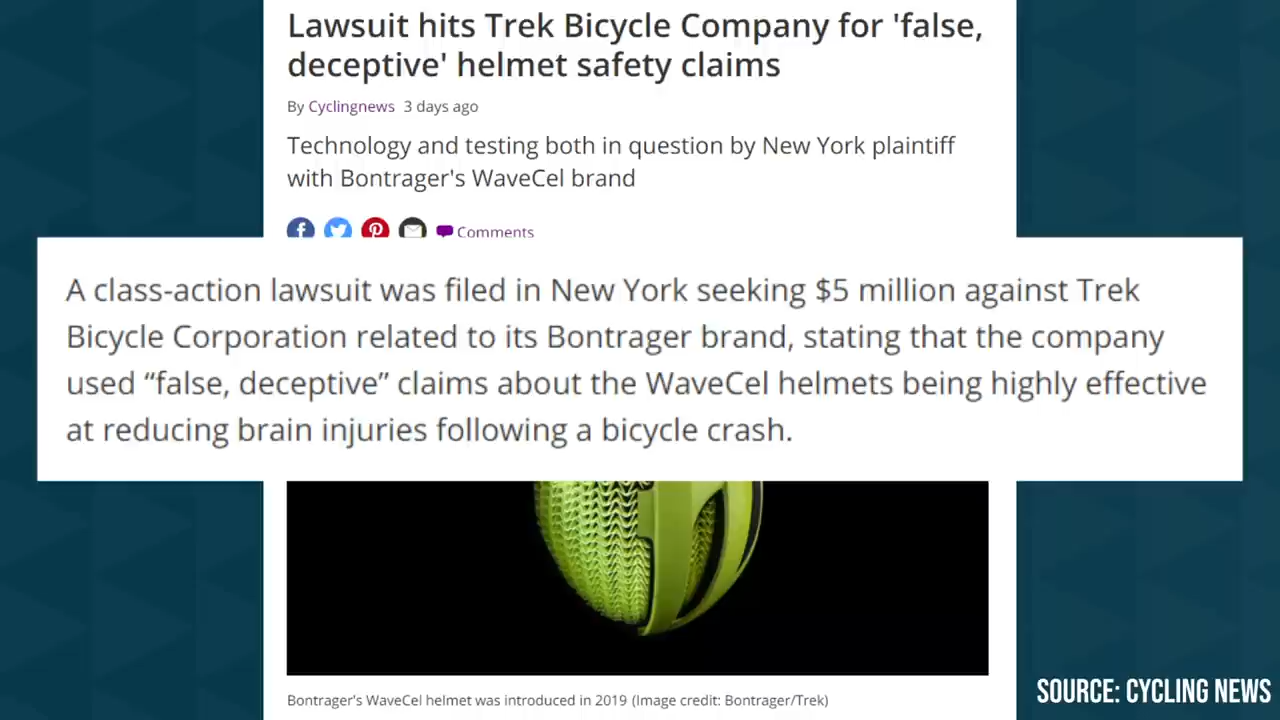 Lawsuit hits Trek Bicycle Company for 'false,
deceptive' helmet safety claims
By Cyclingnews 3 days ago
Technology and testing both in question by New York plaintiff
with Bontrager's WaveCel brand
Comments
A class-action lawsuit was filed in New York seeking $5 million against Trek
Bicycle Corporation related to its Bontrager brand, stating that the company
used “false, deceptive” claims about the WaveCel helmets being highly effective
at reducing brain injuries following a bicycle crash.
Bontrager's WaveCel helmet was introduced in 2019 (Image credit: Bontrager/Trek)
SOURCE: CYCLING NEWS